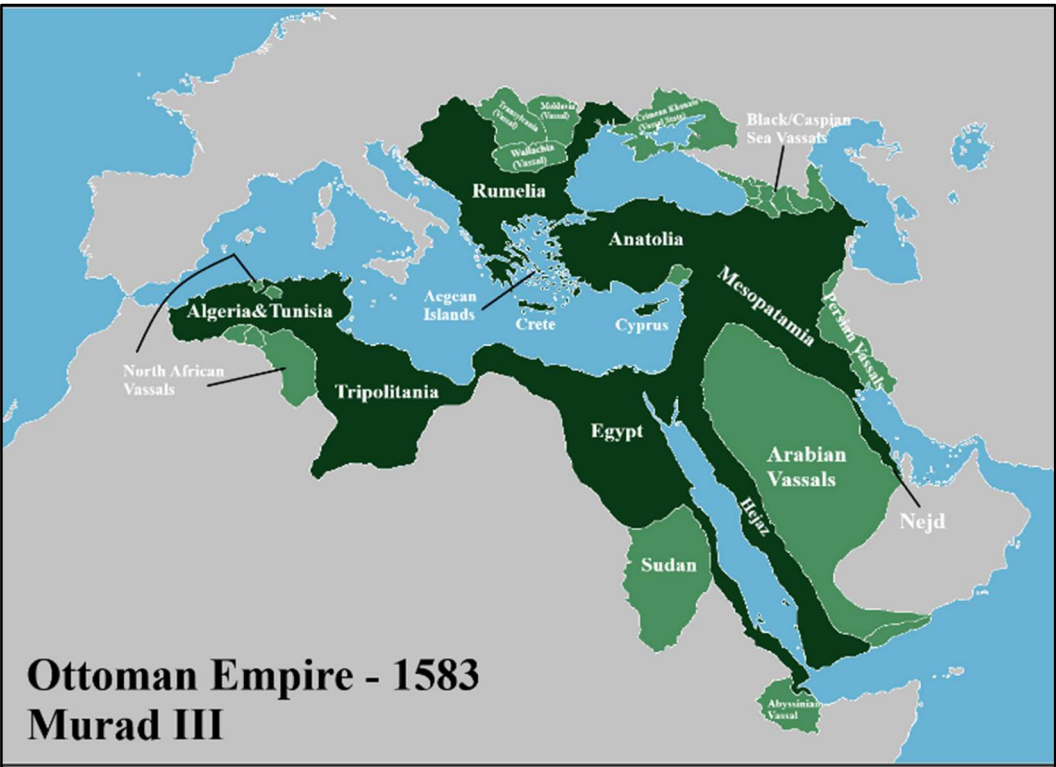 Transylvania
(Vassal)
Moldavia
(Vassal)
Crimean Khanate
(Vassal State)
Black/Caspian
Sea Vassals
Wallachia
(Vassal)
Rumelia
Anatolia
Mesopatamia
Persian Vassals
Aegean
Islands
Crete
Cyprus
Algeria&Tunisia
North African
Vassals
Tripolitania
Egypt
Arabian
Vassals
Hejaz
Nejd
Sudan
Abyssinian
Vassal
Ottoman Empire - 1583
Murad III